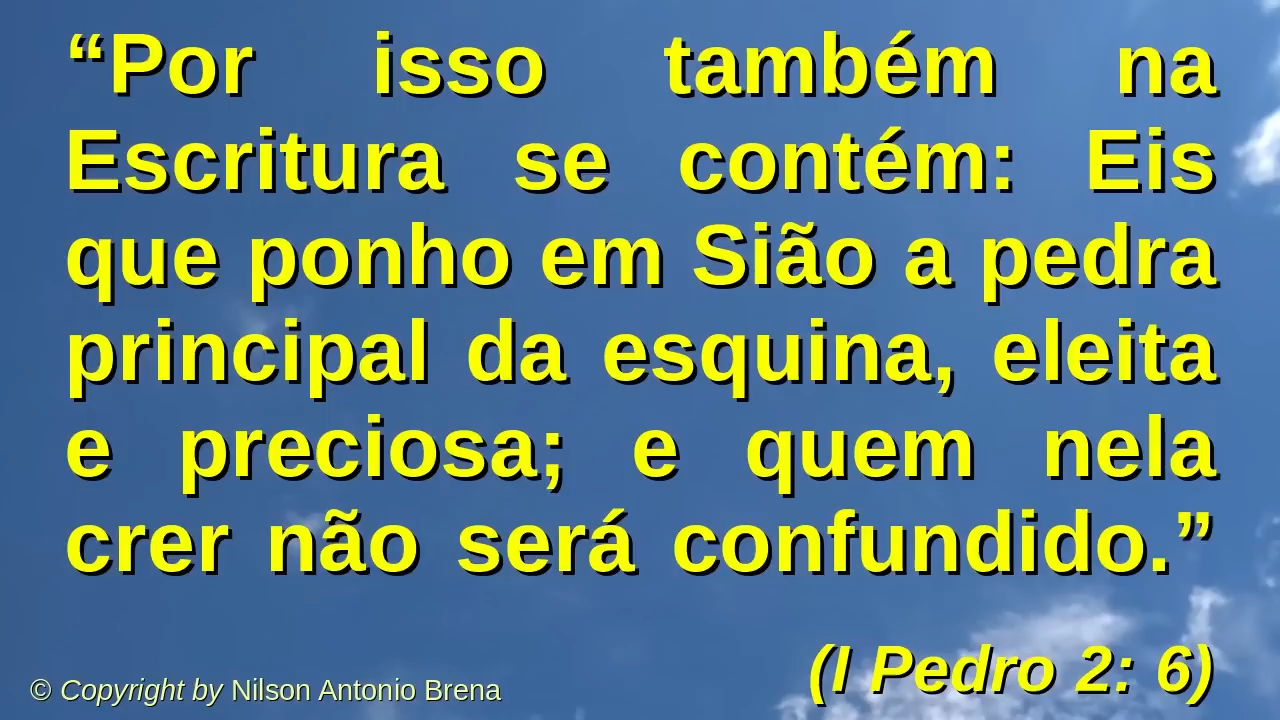 “Por isso também na
Escritura se contém: Eis
que ponho em Sião a pedra
principal da esquina, eleita
e preciosa; e quem nela
crer não será confundido.”
(I Pedro 2: 6)
© Copyright by Nilson Antonio Brena